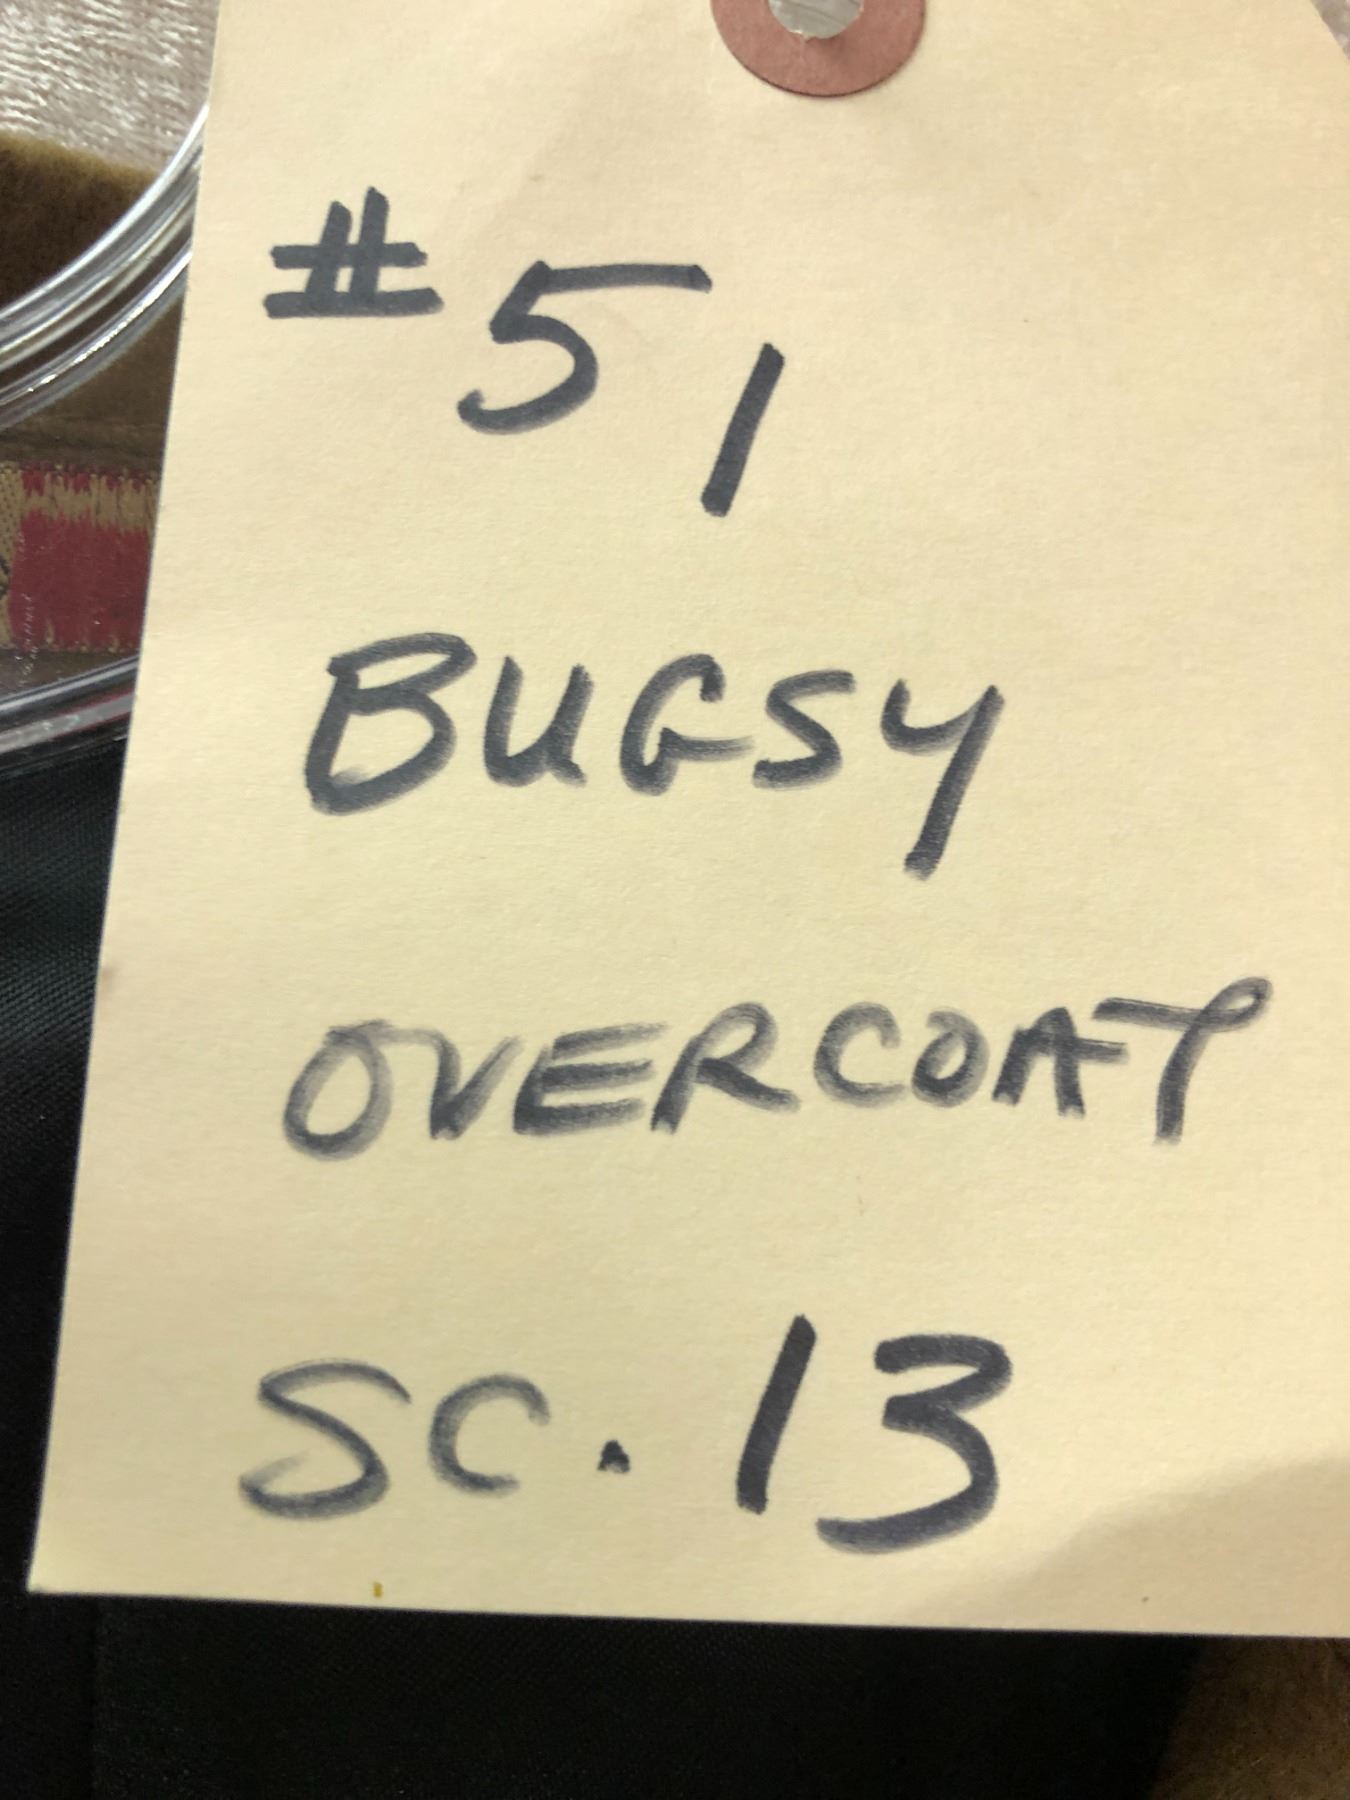 #51
BUGSY
OVERCOAT
SC. 13